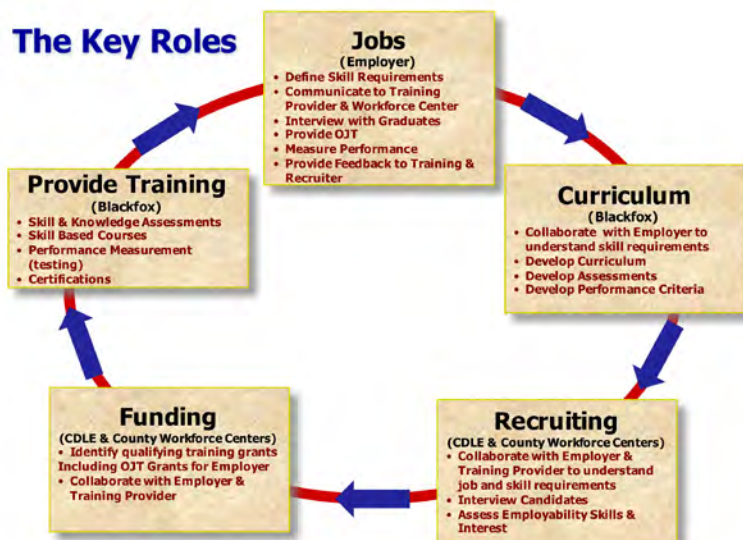 The Key Roles
Jobs
(Employer)
• Define Skill Requirements
• Communicate to Training
Provider & Workforce Center
• Interview with Graduates
• Provide OJT
• Measure Performance
• Provide Feedback to Training &
Recruiter
Curriculum
(Blackfox)
• Collaborate with Employer to
understand skill requirements
• Develop Curriculum
• Develop Assessments
• Develop Performance Criteria
Recruiting
(CDLE & County Workforce Centers)
• Collaborate with Employer &
Training Provider to understand
job and skill requirements
• Interview Candidates
• Assess Employability Skills &
Interest
Funding
(CDLE & County Workforce Centers)
• Identify qualifying training grants
Including OJT Grants for Employer
• Collaborate with Employer &
Training Provider
Provide Training
(Blackfox)
• Skill & Knowledge Assessments
• Skill Based Courses
• Performance Measurement
(testing)
• Certifications